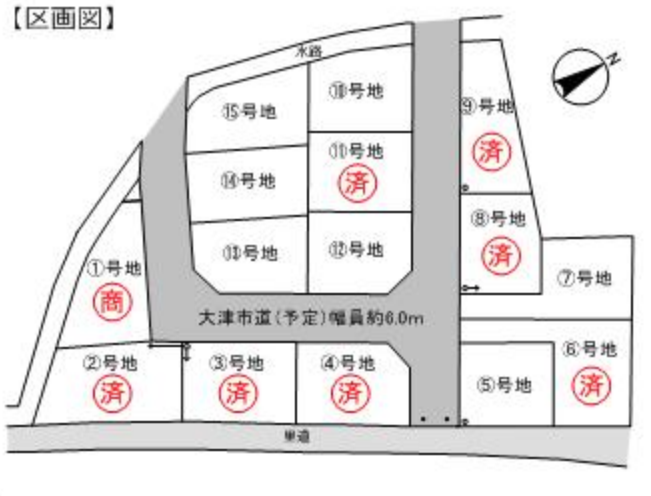 【区画図】
水路
N
⑩号地
⑮号地
⑨号地
済
⑪号地
済
⑭号地
⑧号地
済
⑬号地
⑫号地
①号地
商
⑦号地
大津市道(予定)幅員約6.0m
②号地
済
③号地
済
④号地
済
⑥号地
済
⑤号地